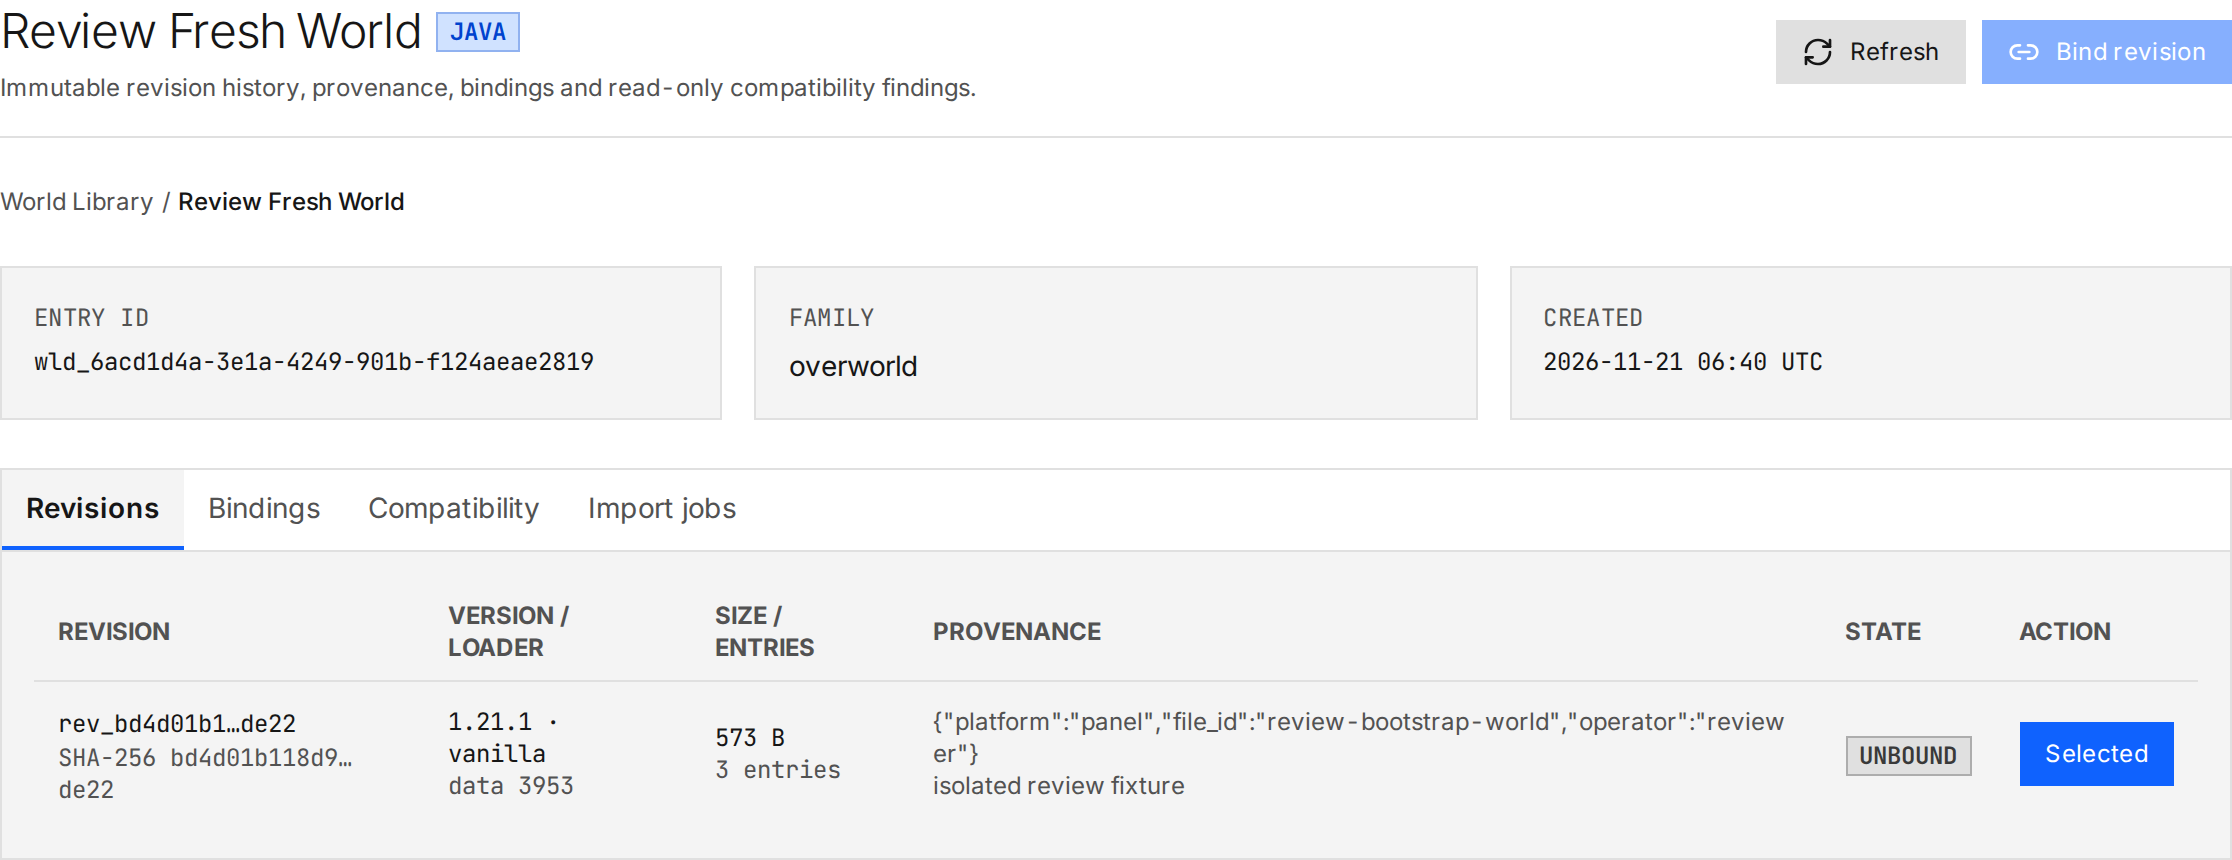 Review Fresh World JAVA
Refresh
Bind revision
Immutable revision history, provenance, bindings and read-only compatibility findings.
World Library / Review Fresh World
ENTRY ID
wld_6acd1d4a-3e1a-4249-901b-f124aeae2819
FAMILY
overworld
CREATED
2026-11-21 06:40 UTC
Revisions Bindings Compatibility Import jobs
REVISION
VERSION /
LOADER
SIZE /
ENTRIES
PROVENANCE
STATE
ACTION
rev_bd4d01b1…de22
SHA-256 bd4d01b118d9…
de22
1.21.1 ·
vanilla
data 3953
573 B
3 entries
{"platform":"panel","file_id":"review-bootstrap-world","operator":"review
er"}
isolated review fixture
UNBOUND
Selected